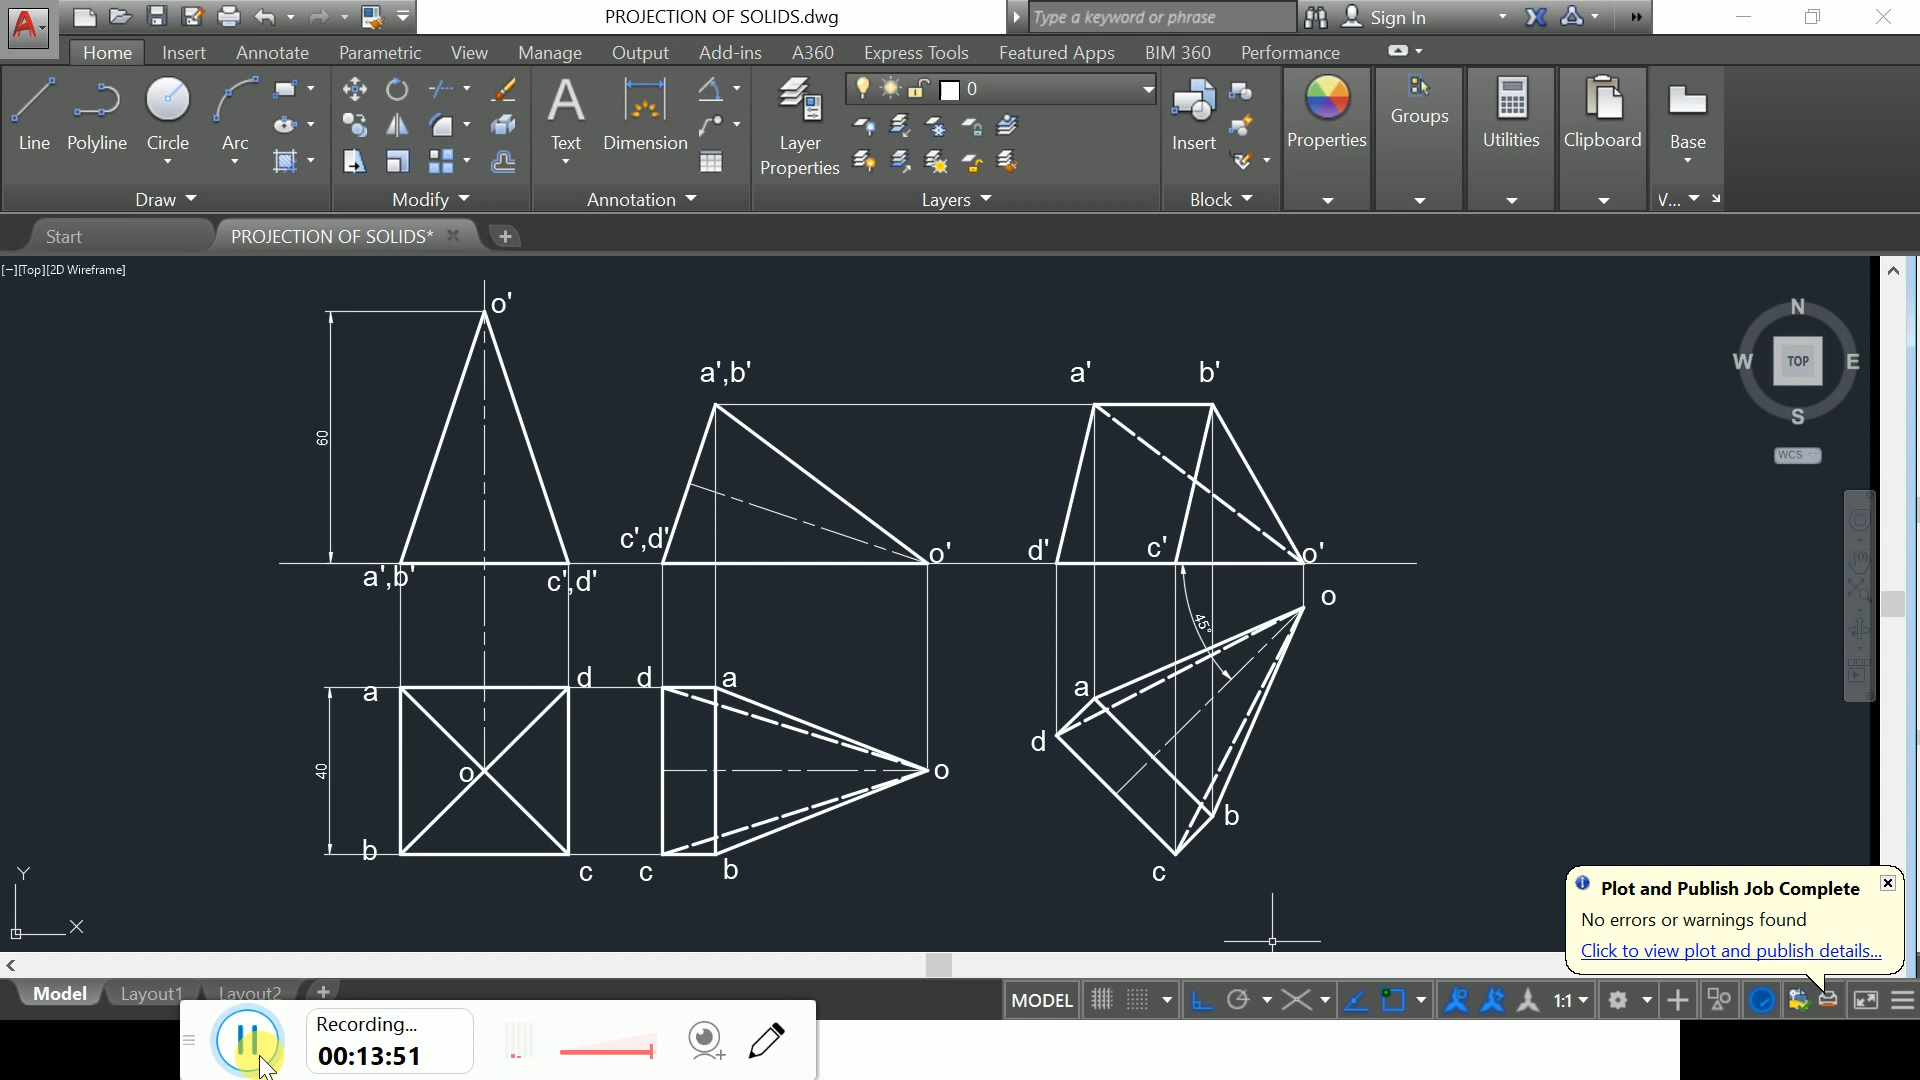 PROJECTION OF SOLIDS.dwg
Type a keyword or phrase
Sign In
Home Insert Annotate Parametric View Manage Output Add-ins A360 Express Tools Featured Apps BIM 360 Performance
0
Line Polyline Circle Arc
Text Dimension
Layer Properties
Insert
Properties
Groups
Utilities
Clipboard
Base
Draw Modify Annotation Layers Block V...
Start PROJECTION OF SOLIDS*
[−][Top][2D Wireframe]
o'
a',b'
a' b'
60
c',d' o'
d' c' o'
a',b' c',d'
o
45°
a d d a
a
d
40
o o
b
b
c c b c
N
W TOP E
S
WCS
Y
X
Plot and Publish Job Complete
No errors or warnings found
Click to view plot and publish details...
Model Layout1 Layout2
MODEL 1:1
Recording...
00:13:51